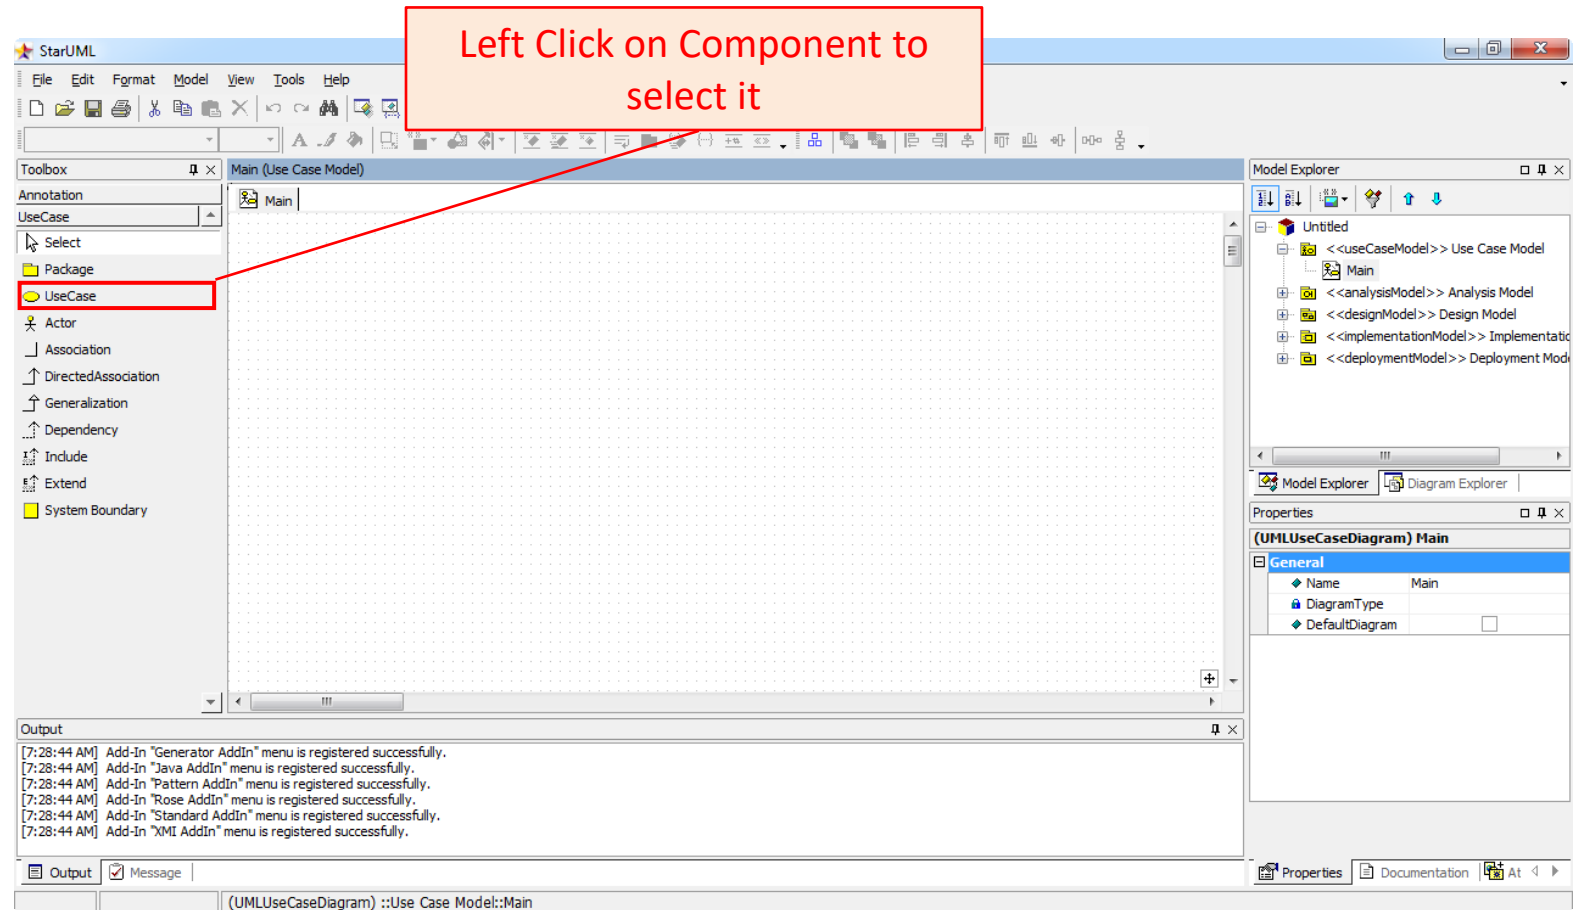 Left Click on Component to
select it
StarUML
File Edit Format Model View Tools Help
Toolbox
Main (Use Case Model)
Model Explorer
Annotation
UseCase
Main
Select
Package
UseCase
Actor
Association
DirectedAssociation
Generalization
Dependency
Include
Extend
System Boundary
Untitled
<<useCaseModel>> Use Case Model
Main
<<analysisModel>> Analysis Model
<<designModel>> Design Model
<<implementationModel>> Implementatic
<<deploymentModel>> Deployment Mod
Model Explorer Diagram Explorer
Properties
(UMLUseCaseDiagram) Main
General
Name Main
DiagramType
DefaultDiagram
Output
[7:28:44 AM] Add-In "Generator AddIn" menu is registered successfully.
[7:28:44 AM] Add-In "Java AddIn" menu is registered successfully.
[7:28:44 AM] Add-In "Pattern AddIn" menu is registered successfully.
[7:28:44 AM] Add-In "Rose AddIn" menu is registered successfully.
[7:28:44 AM] Add-In "Standard AddIn" menu is registered successfully.
[7:28:44 AM] Add-In "XMI AddIn" menu is registered successfully.
Output Message
Properties Documentation At
(UMLUseCaseDiagram) ::Use Case Model::Main